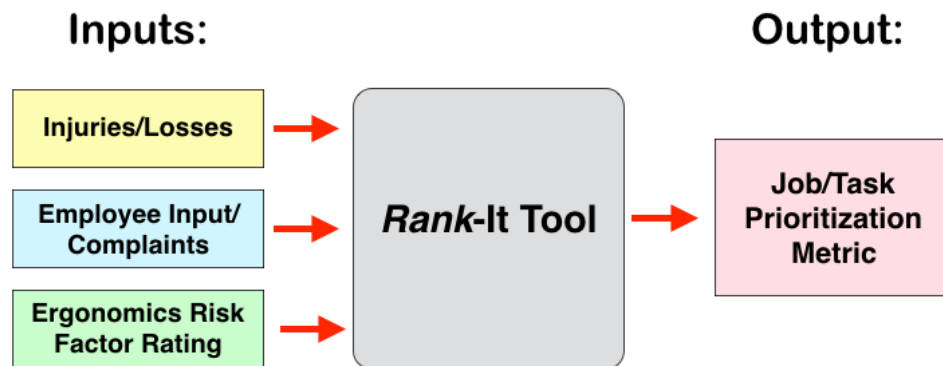 Inputs:
Output:
Injuries/Losses
Employee Input/
Complaints
Ergonomics Risk
Factor Rating
Rank-It Tool
Job/Task
Prioritization
Metric